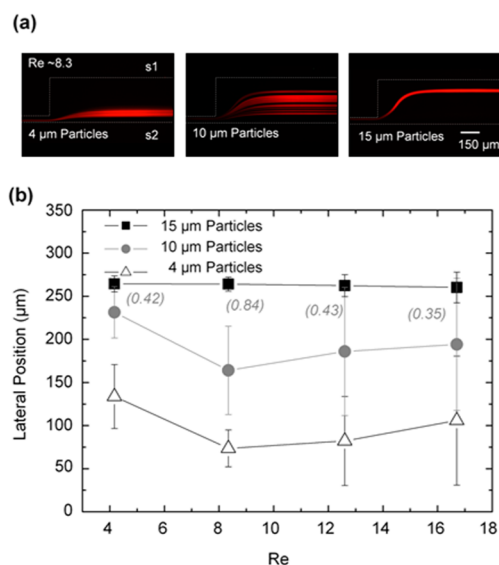 (a)
Re ~8.3
s1
4 µm Particles
s2
10 µm Particles
15 µm Particles
150 µm
(b)
350
300
250
200
150
100
50
0
Lateral Position (µm)
15 µm Particles
10 µm Particles
4 µm Particles
(0.42)
(0.84)
(0.43)
(0.35)
4 6 8 10 12 14 16 18
Re